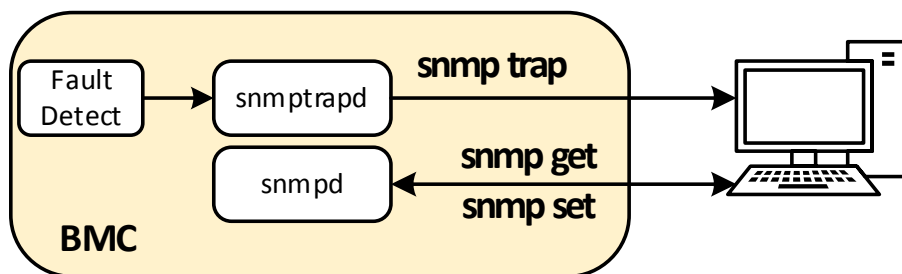 Fault
Detect
snmptrapd
snmp trap
snmpd
snmp get
snmp set
BMC